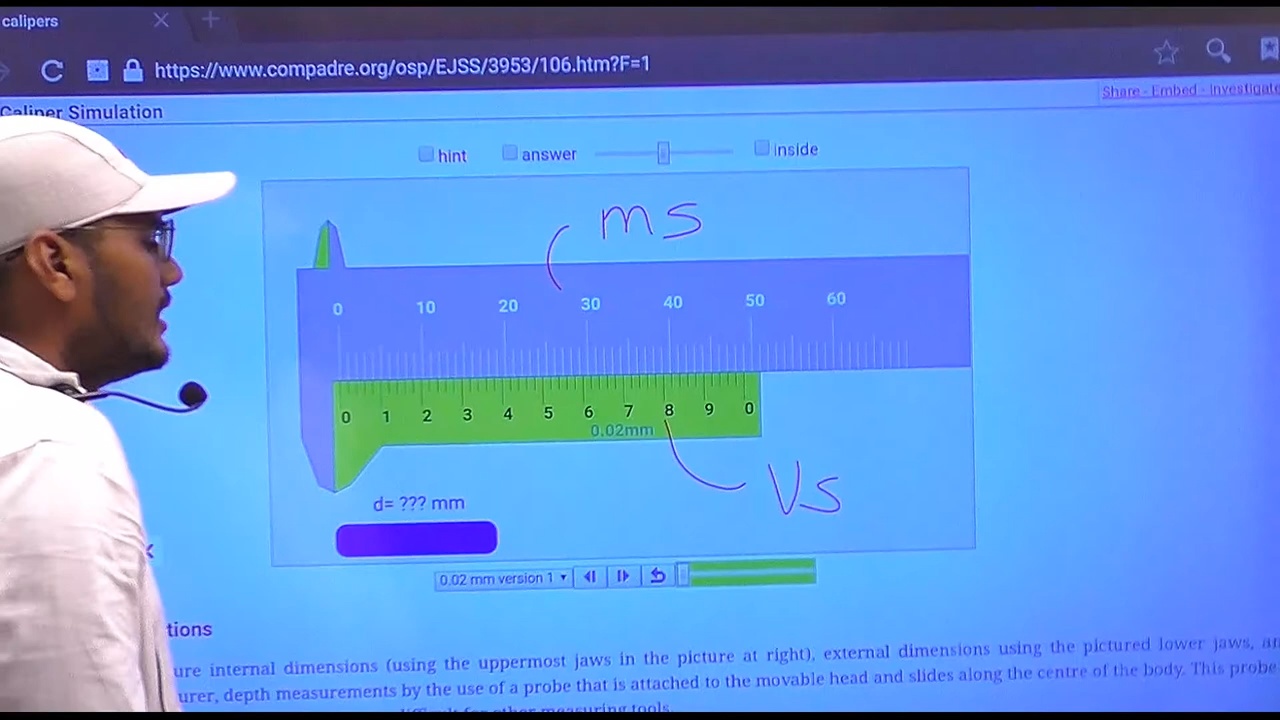 calipers
https://www.compadre.org/osp/EJSS/3953/106.htm?F=1
Share - Embed - Investigate
Caliper Simulation
hint answer inside
ms
0 10 20 30 40 50 60
0 1 2 3 4 5 6 7 8 9 0
0.02mm
Vs
d= ??? mm
0.02 mm version 1
tions
ure internal dimensions (using the uppermost jaws in the picture at right), external dimensions using the pictured lower jaws, an
urer, depth measurements by the use of a probe that is attached to the movable head and slides along the centre of the body. This probe
for other measuring tools.